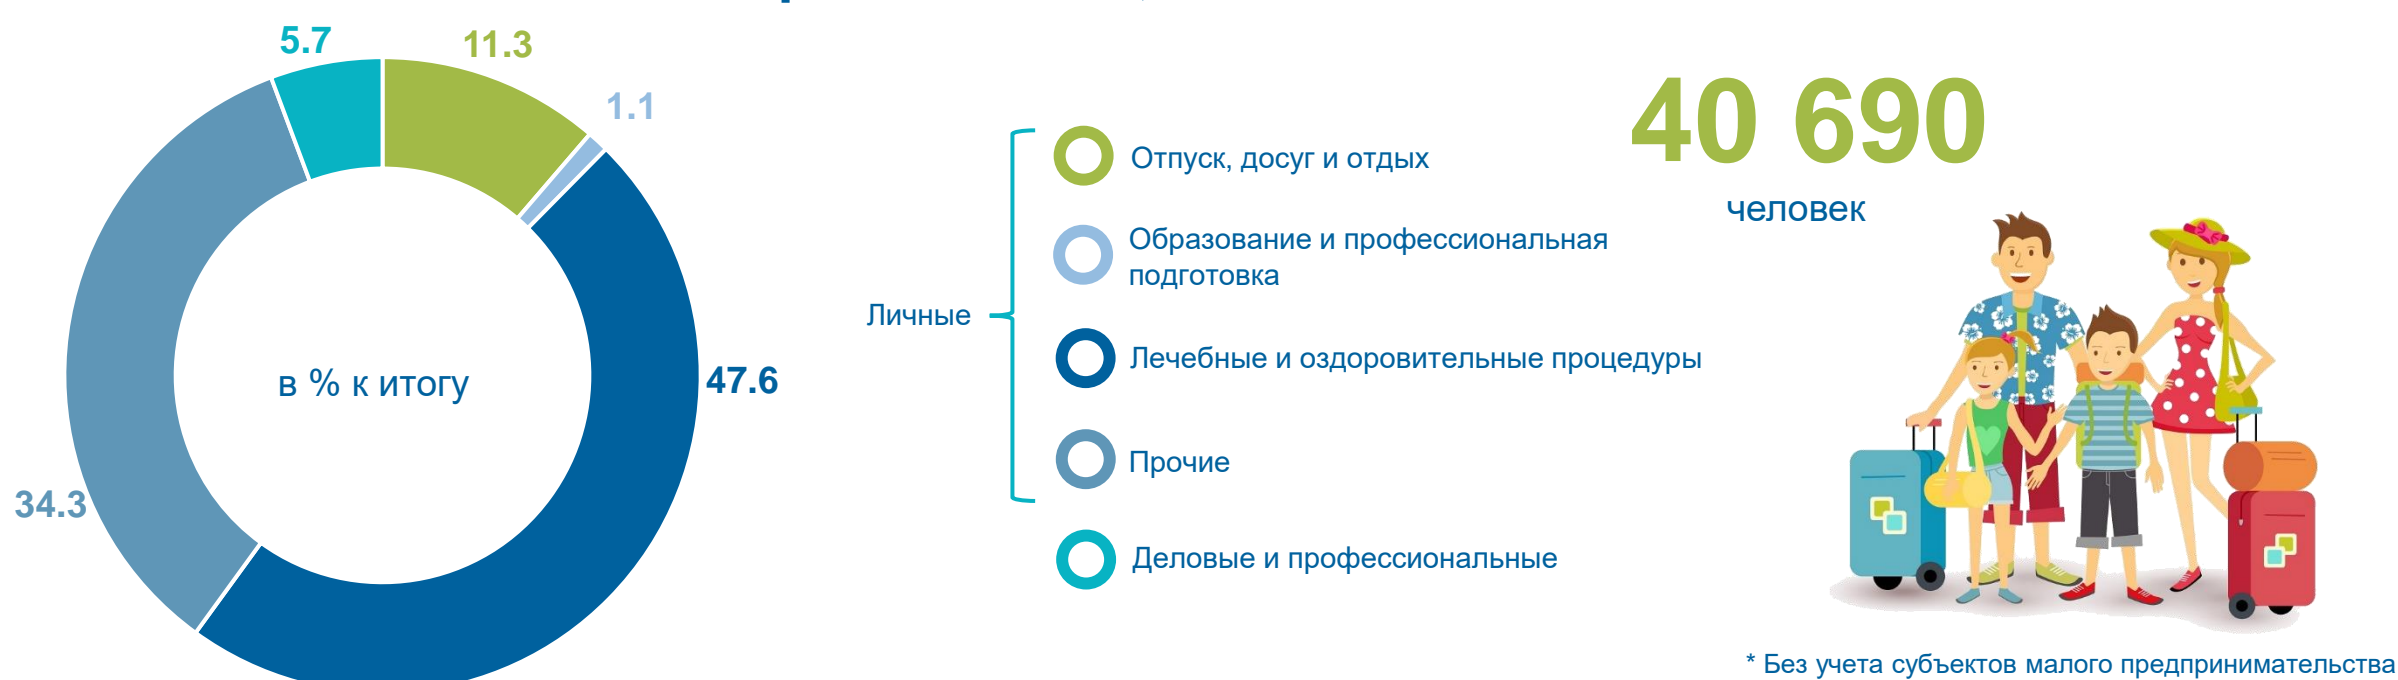 5.7
11.3
1.1
47.6
34.3
в % к итогу
Личные
Отпуск, досуг и отдых
Образование и профессиональная
подготовка
Лечебные и оздоровительные процедуры
Прочие
Деловые и профессиональные
40 690
человек
* Без учета субъектов малого предпринимательства